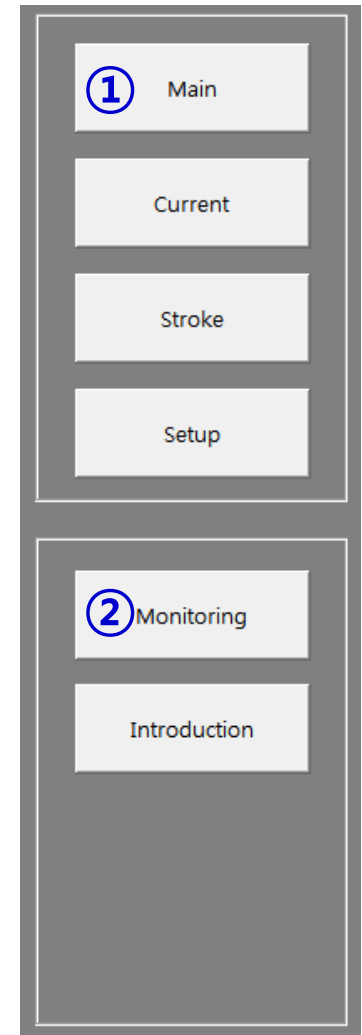 ① Main
Current
Stroke
Setup
② Monitoring
Introduction